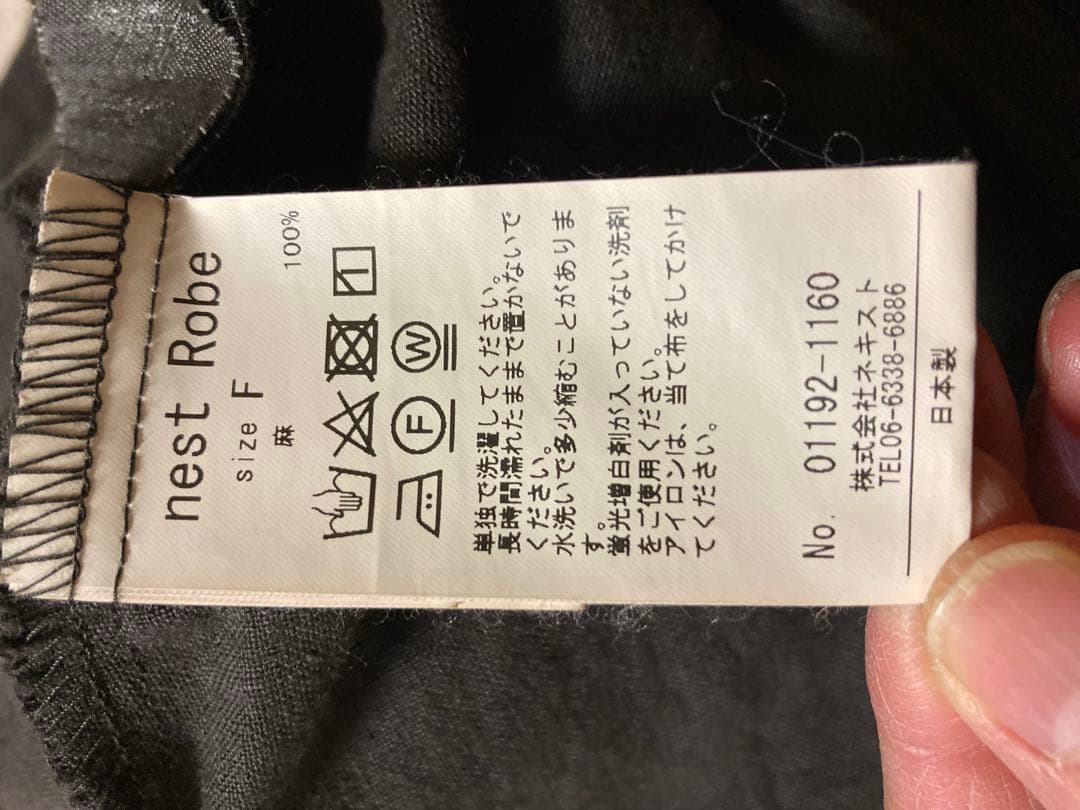 nest Robe
size F
麻 100%
F W
単独で洗濯してください。
長時間濡れたままで置かないで
ください。
水洗いで多少縮むことがありま
す。
蛍光増白剤が入っていない洗剤
をご使用ください。
アイロンは、当て布をしてかけ
てください。
No. 01192-1160
株式会社ネキスト
TEL06-6338-6886
日本製